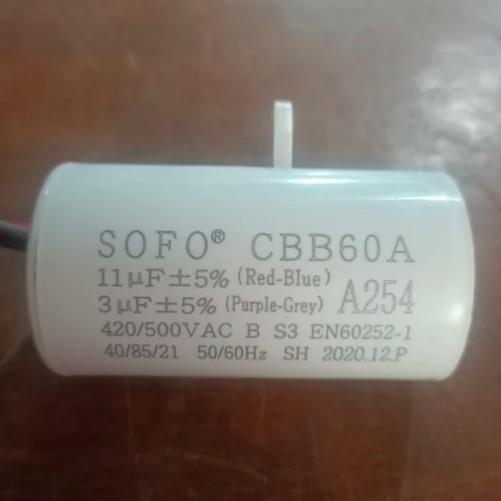 SOFO® CBB60A
11μF±5% (Red-Blue)
3μF±5% (Purple-Grey) A254
420/500VAC B S3 EN60252-1
40/85/21 50/60Hz SH 2020.12.P